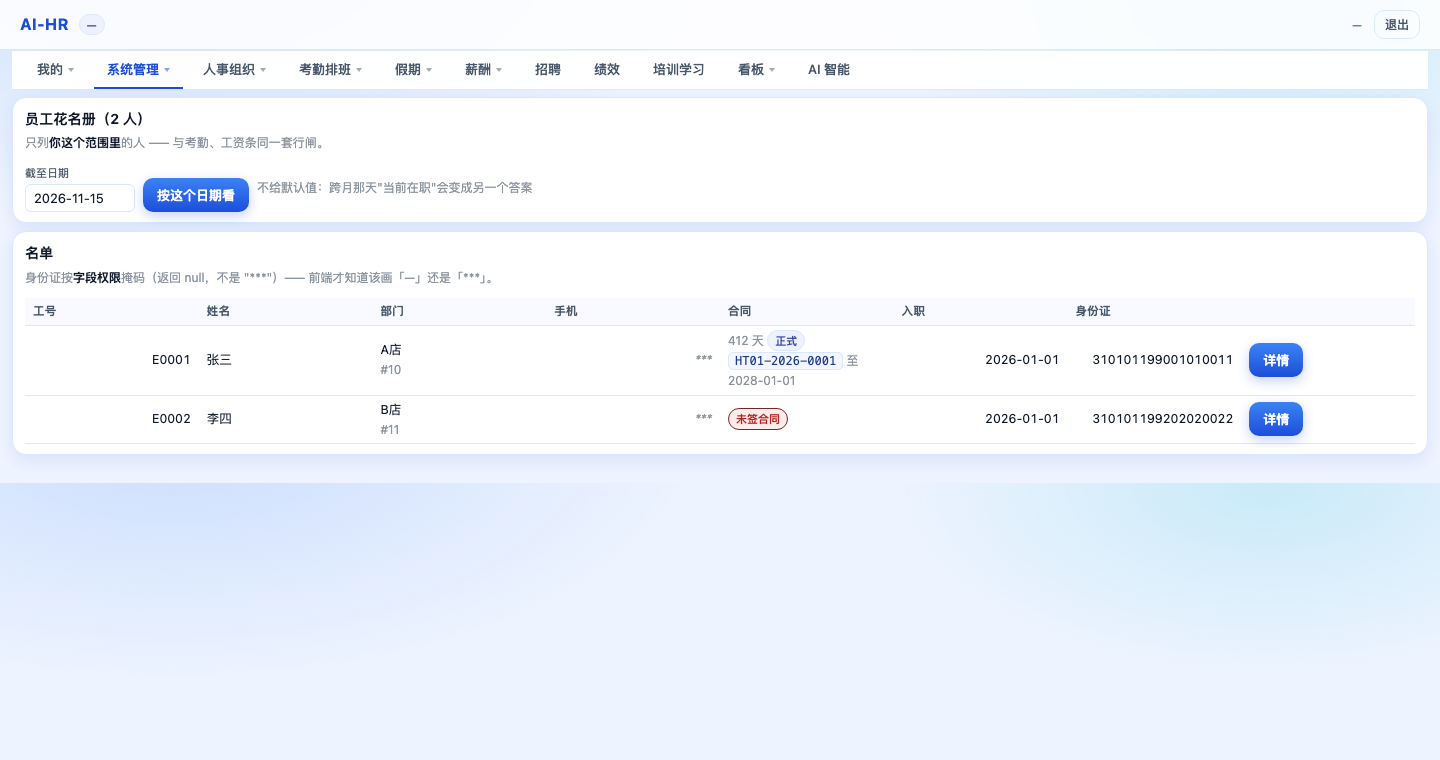 AI-HR —
— 退出
我的 系统管理 人事组织 考勤排班 假期 薪酬 招聘 绩效 培训学习 看板 AI 智能
员工花名册（2 人）
只列你这个范围里的人 —— 与考勤、工资条同一套行闸。
截至日期
2026-11-15 按这个日期看 不给默认值：跨月那天"当前在职"会变成另一个答案
名单
身份证按字段权限掩码（返回 null，不是 "***"）—— 前端才知道该画「—」还是「***」。
工号 姓名 部门 手机 合同 入职 身份证
E0001 张三 A店 #10 *** 412 天 正式 HT01-2026-0001 至 2028-01-01 2026-01-01 310101199001010011 详情
E0002 李四 B店 #11 *** 未签合同 2026-01-01 310101199202020022 详情